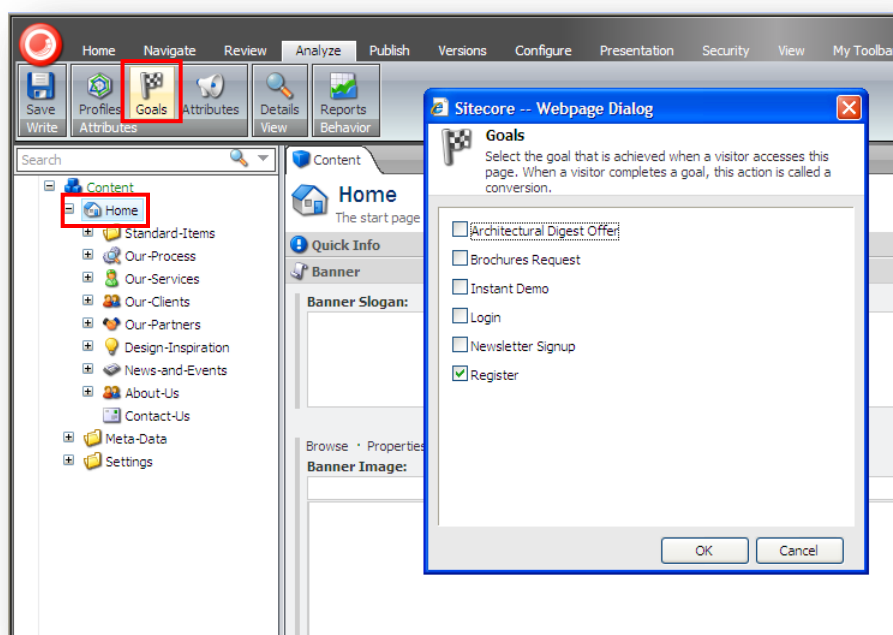 Home Navigate Review Analyze Publish Versions Configure Presentation Security View My Toolba
Save Profiles Goals Attributes Details Reports
Write Attributes View Behavior
Search
Content
Home
Standard-Items
Our-Process
Our-Services
Our-Clients
Our-Partners
Design-Inspiration
News-and-Events
About-Us
Contact-Us
Meta-Data
Settings
Content
Home
The start page
Quick Info
Banner
Banner Slogan:
Browse · Properties
Banner Image:
Sitecore -- Webpage Dialog
Goals
Select the goal that is achieved when a visitor accesses this
page. When a visitor completes a goal, this action is called a
conversion.
Architectural Digest Offer
Brochures Request
Instant Demo
Login
Newsletter Signup
Register
OK Cancel